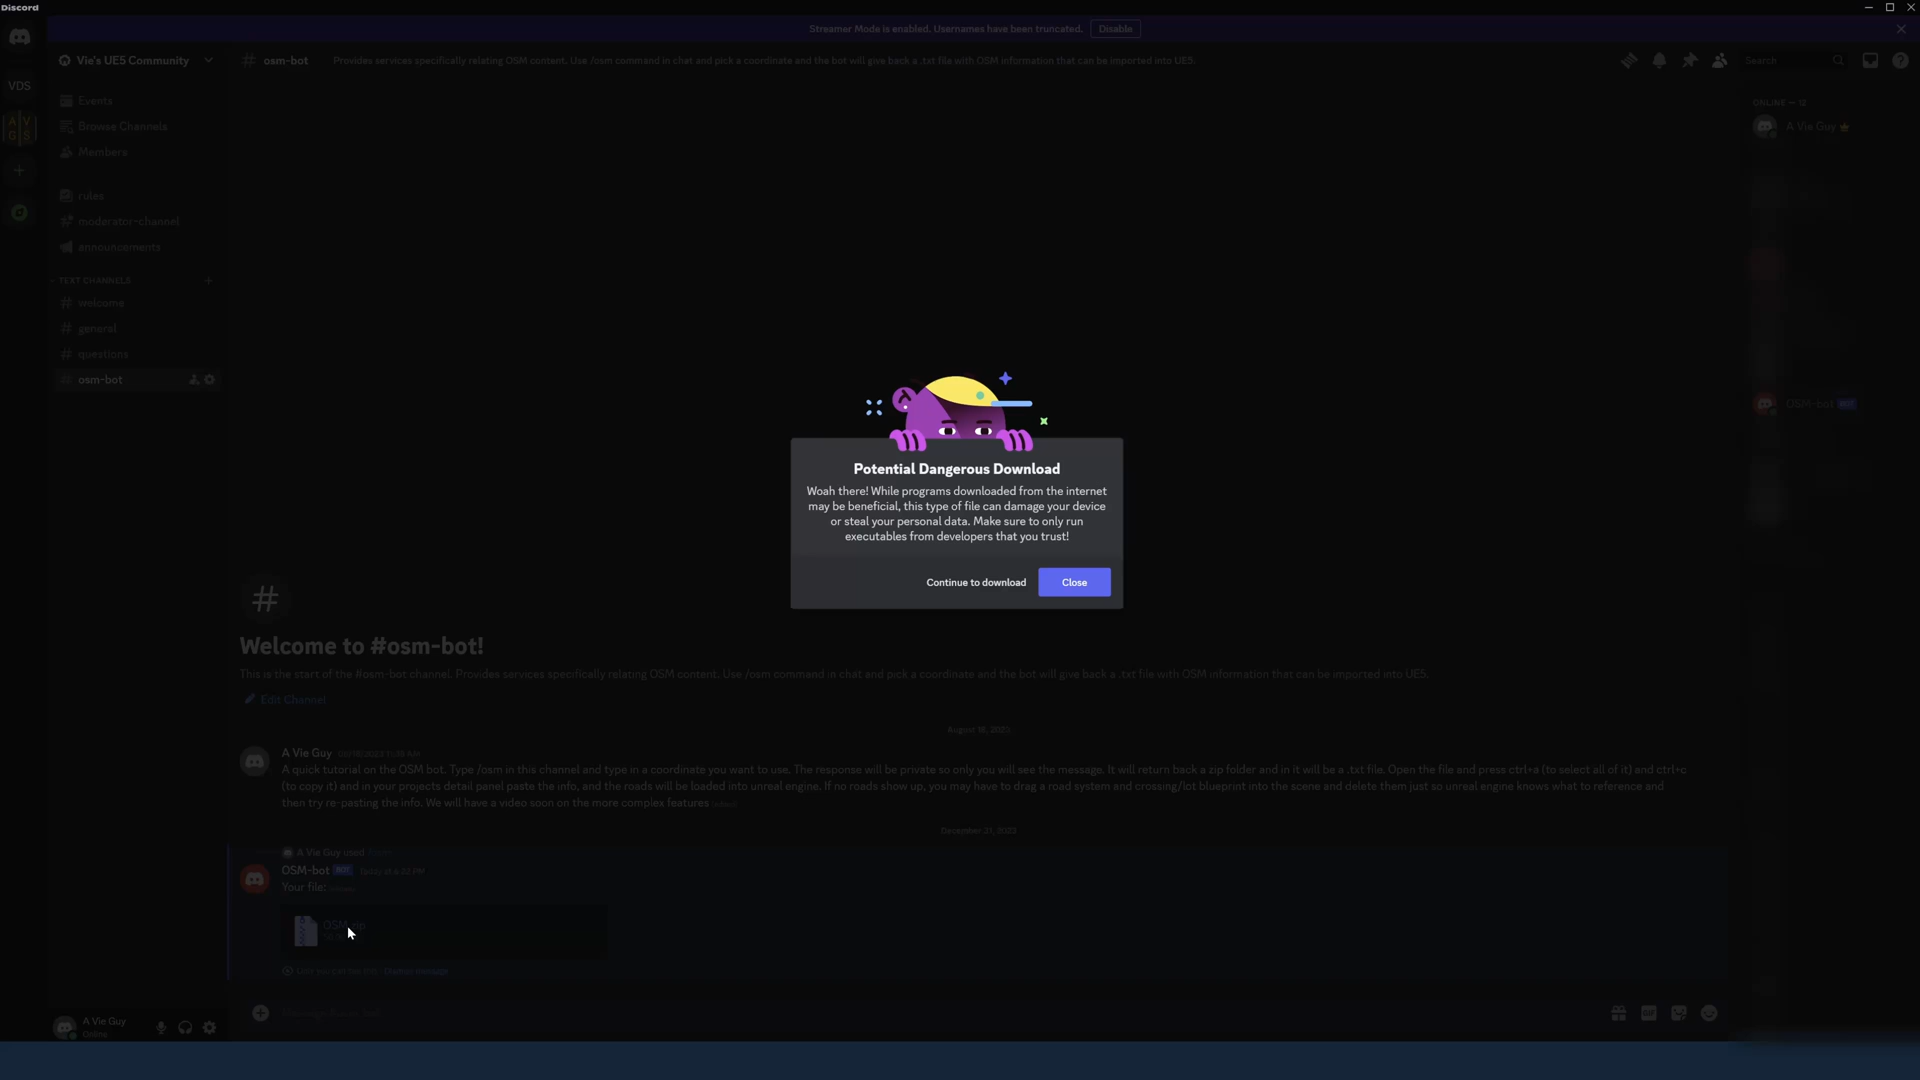 Discord
Streamer Mode is enabled. Usernames have been truncated.
Disable
Vie's UE5 Community
osm-bot
Provides services specifically relating OSM content. Use /osm command in chat and pick a coordinate and the bot will give back a .txt file with OSM information that can be imported into UE5.
Search
VDS
Events
Browse Channels
Members
rules
moderator-channel
announcements
TEXT CHANNELS
welcome
general
questions
osm-bot
ONLINE — 12
A Vie Guy
OSM-bot BOT
Potential Dangerous Download
Woah there! While programs downloaded from the internet
may be beneficial, this type of file can damage your device
or steal your personal data. Make sure to only run
executables from developers that you trust!
Continue to download
Close
Welcome to #osm-bot!
This is the start of the #osm-bot channel. Provides services specifically relating OSM content. Use /osm command in chat and pick a coordinate and the bot will give back a .txt file with OSM information that can be imported into UE5.
Edit Channel
A Vie Guy
A quick tutorial on the OSM bot. Type /osm in this channel and type in a coordinate you want to use. The response will be private so only you will see the message. It will return back a zip folder and in it will be a .txt file. Open the file and press ctrl+a (to select all of it) and ctrl+c
(to copy it) and in your projects detail panel paste the info, and the roads will be loaded into unreal engine. If no roads show up, you may have to drag a road system and crossing/lot blueprint into the scene and delete them just so unreal engine knows what to reference and
then try re-pasting the info. We will have a video soon on the more complex features
A Vie Guy used
OSM-bot BOT
Your file:
A Vie Guy
Online